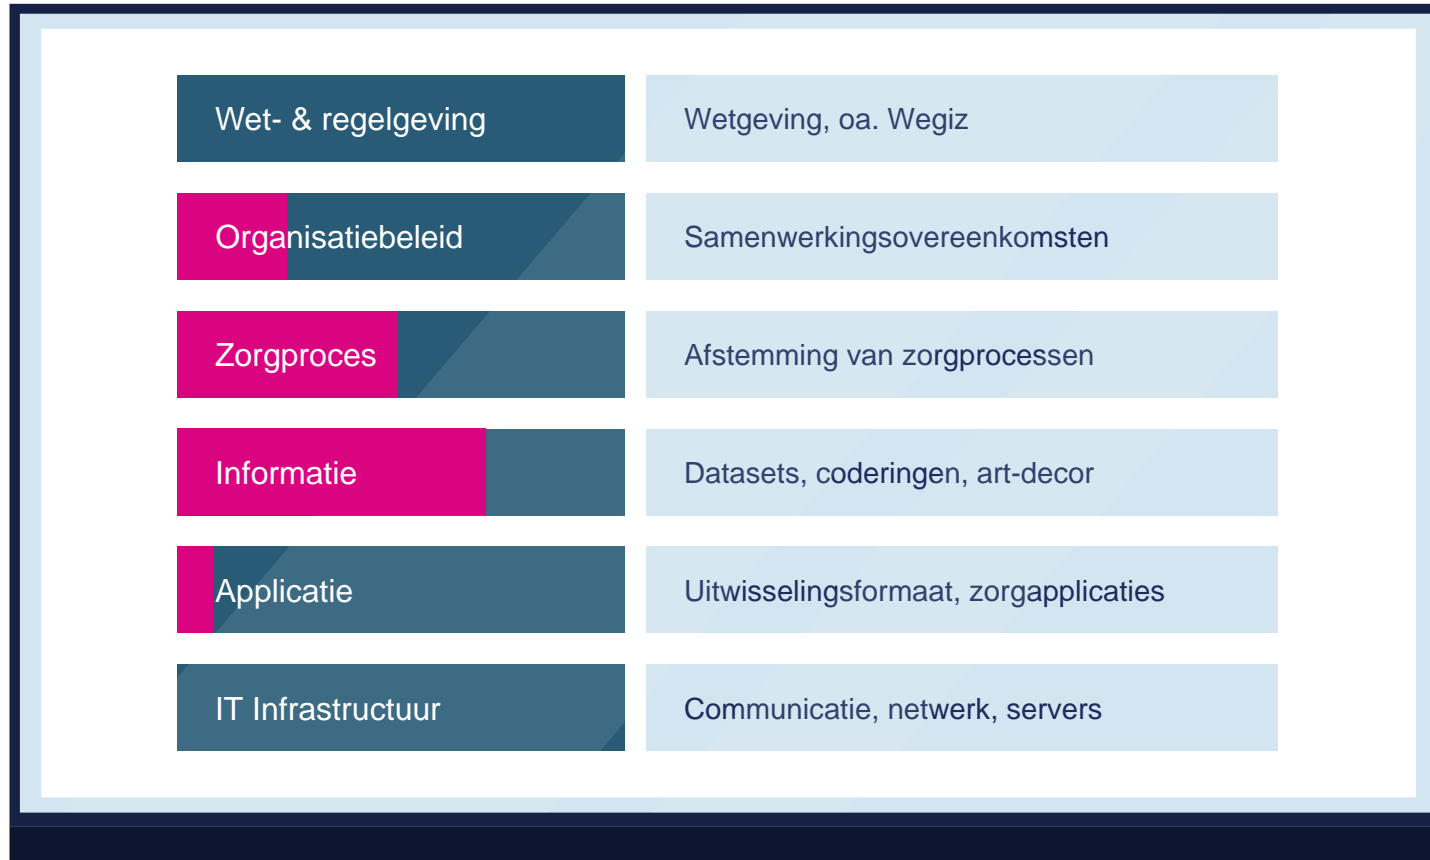 Wet- & regelgeving
Wetgeving, oa. Wegiz
Organisatiebeleid
Samenwerkingsovereenkomsten
Zorgproces
Afstemming van zorgprocessen
Informatie
Datasets, coderingen, art-decor
Applicatie
Uitwisselingsformaat, zorgapplicaties
IT Infrastructuur
Communicatie, netwerk, servers